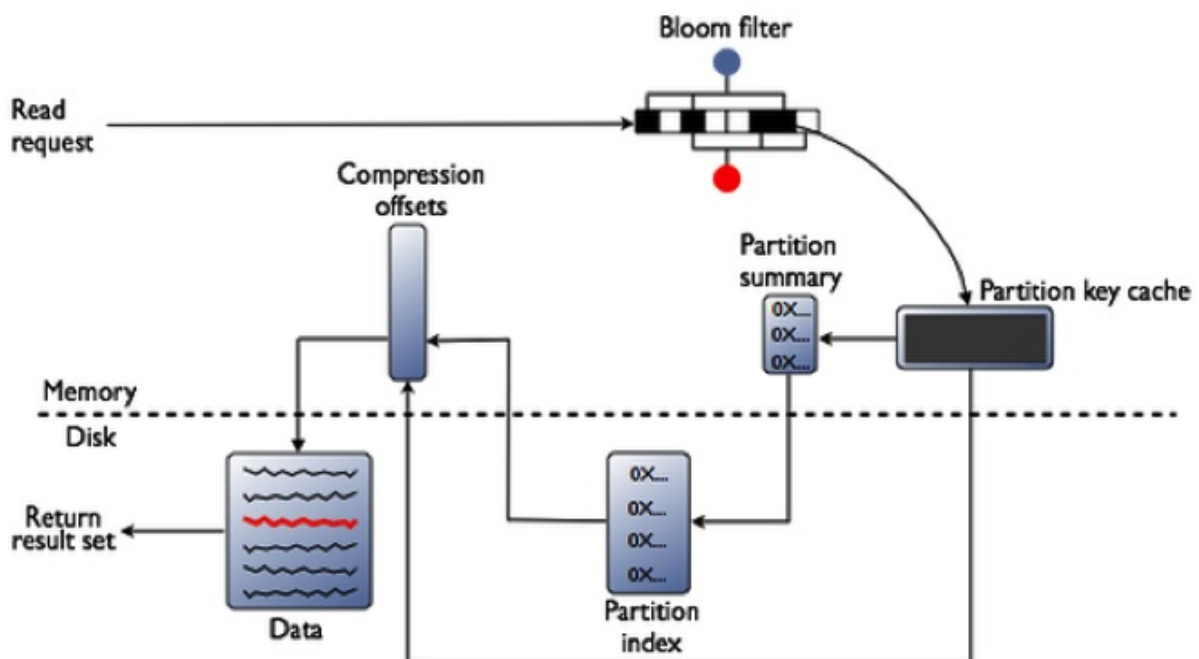 Bloom filter
Read
request
Compression
offsets
Partition
summary
Partition key cache
0X...
0X...
0X...
Memory
Disk
0X...
0X...
0X...
0X...
Return
result set
Data
Partition
index